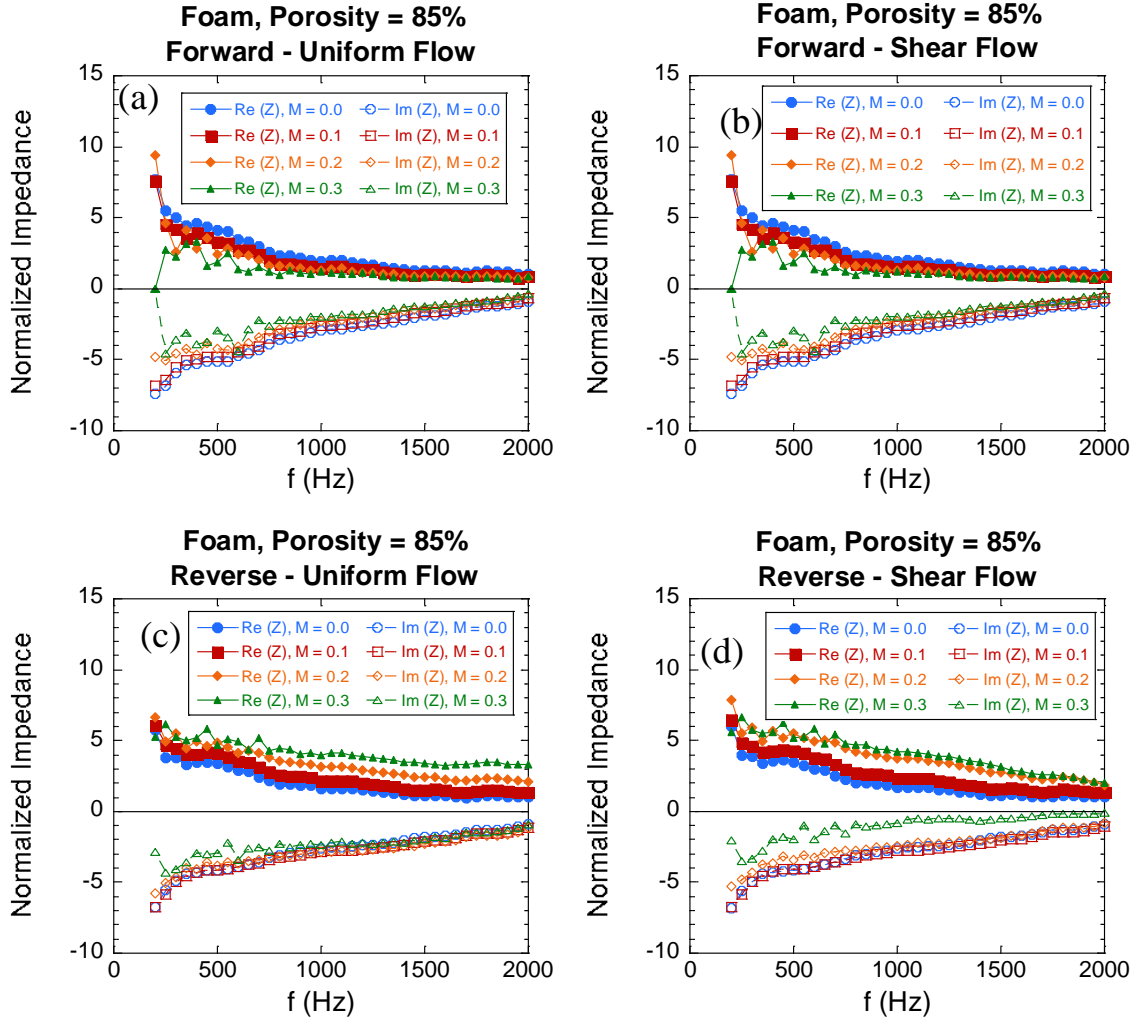 Foam, Porosity = 85%
Forward - Uniform Flow
(a)
Re (Z), M = 0.0 Im (Z), M = 0.0
Re (Z), M = 0.1 Im (Z), M = 0.1
Re (Z), M = 0.2 Im (Z), M = 0.2
Re (Z), M = 0.3 Im (Z), M = 0.3
Normalized Impedance
15
10
5
0
-5
-10
0 500 1000 1500 2000
f (Hz)
Foam, Porosity = 85%
Forward - Shear Flow
(b)
Re (Z), M = 0.0 Im (Z), M = 0.0
Re (Z), M = 0.1 Im (Z), M = 0.1
Re (Z), M = 0.2 Im (Z), M = 0.2
Re (Z), M = 0.3 Im (Z), M = 0.3
Normalized Impedance
15
10
5
0
-5
-10
0 500 1000 1500 2000
f (Hz)
Foam, Porosity = 85%
Reverse - Uniform Flow
(c)
Re (Z), M = 0.0 Im (Z), M = 0.0
Re (Z), M = 0.1 Im (Z), M = 0.1
Re (Z), M = 0.2 Im (Z), M = 0.2
Re (Z), M = 0.3 Im (Z), M = 0.3
Normalized Impedance
15
10
5
0
-5
-10
0 500 1000 1500 2000
f (Hz)
Foam, Porosity = 85%
Reverse - Shear Flow
(d)
Re (Z), M = 0.0 Im (Z), M = 0.0
Re (Z), M = 0.1 Im (Z), M = 0.1
Re (Z), M = 0.2 Im (Z), M = 0.2
Re (Z), M = 0.3 Im (Z), M = 0.3
Normalized Impedance
15
10
5
0
-5
-10
0 500 1000 1500 2000
f (Hz)